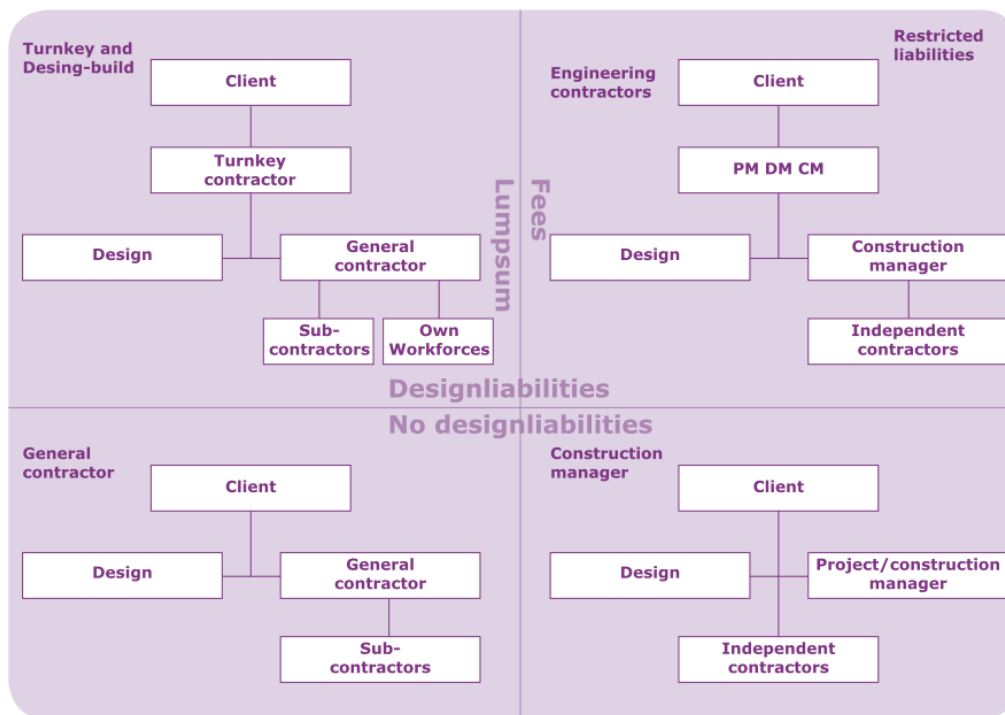 Turnkey and
Desing-build
Client
Turnkey
contractor
Design
General
contractor
Sub-
contractors
Own
Workforces
Lumpsum
Fees
Restricted
liabilities
Engineering
contractors
Client
PM DM CM
Design
Construction
manager
Independent
contractors
Designliabilities
No designliabilities
General
contractor
Client
Design
General
contractor
Sub-
contractors
Construction
manager
Client
Design
Project/construction
manager
Independent
contractors